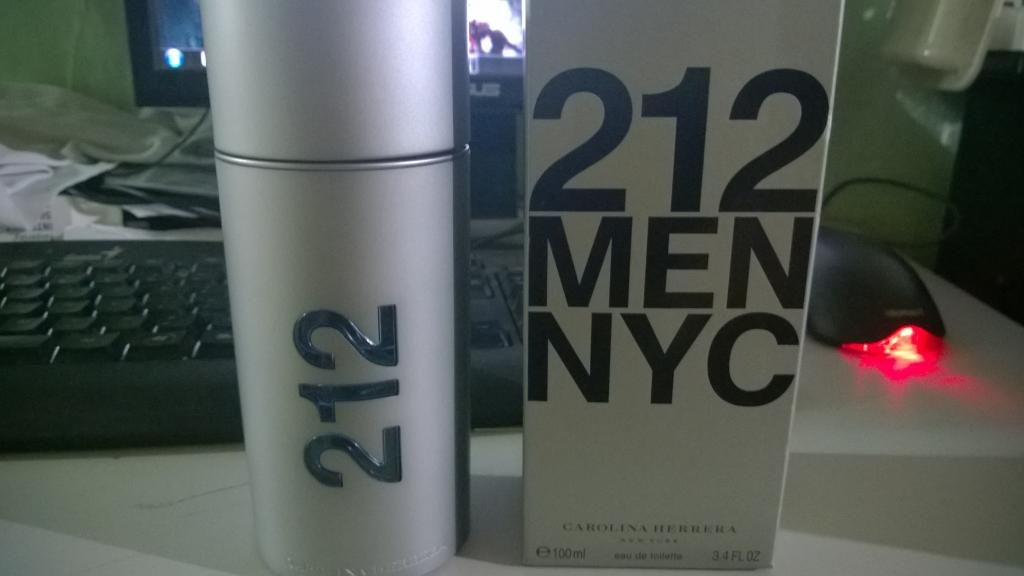 212
212
MEN
NYC
CAROLINA HERRERA
NEW YORK
℮100ml eau de toilette 3.4 FL OZ